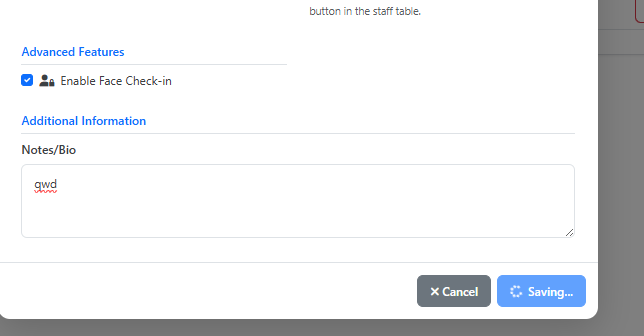 button in the staff table.
Advanced Features
Enable Face Check-in
Additional Information
Notes/Bio
qwd
Cancel
Saving...